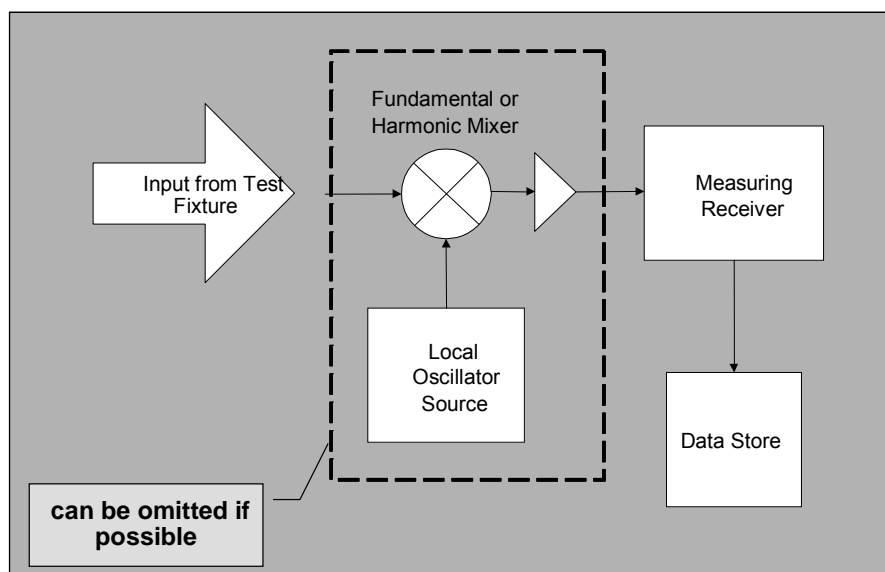 Fundamental or
Harmonic Mixer
Input from Test
Fixture
Measuring
Receiver
Local
Oscillator
Source
Data Store
can be omitted if
possible